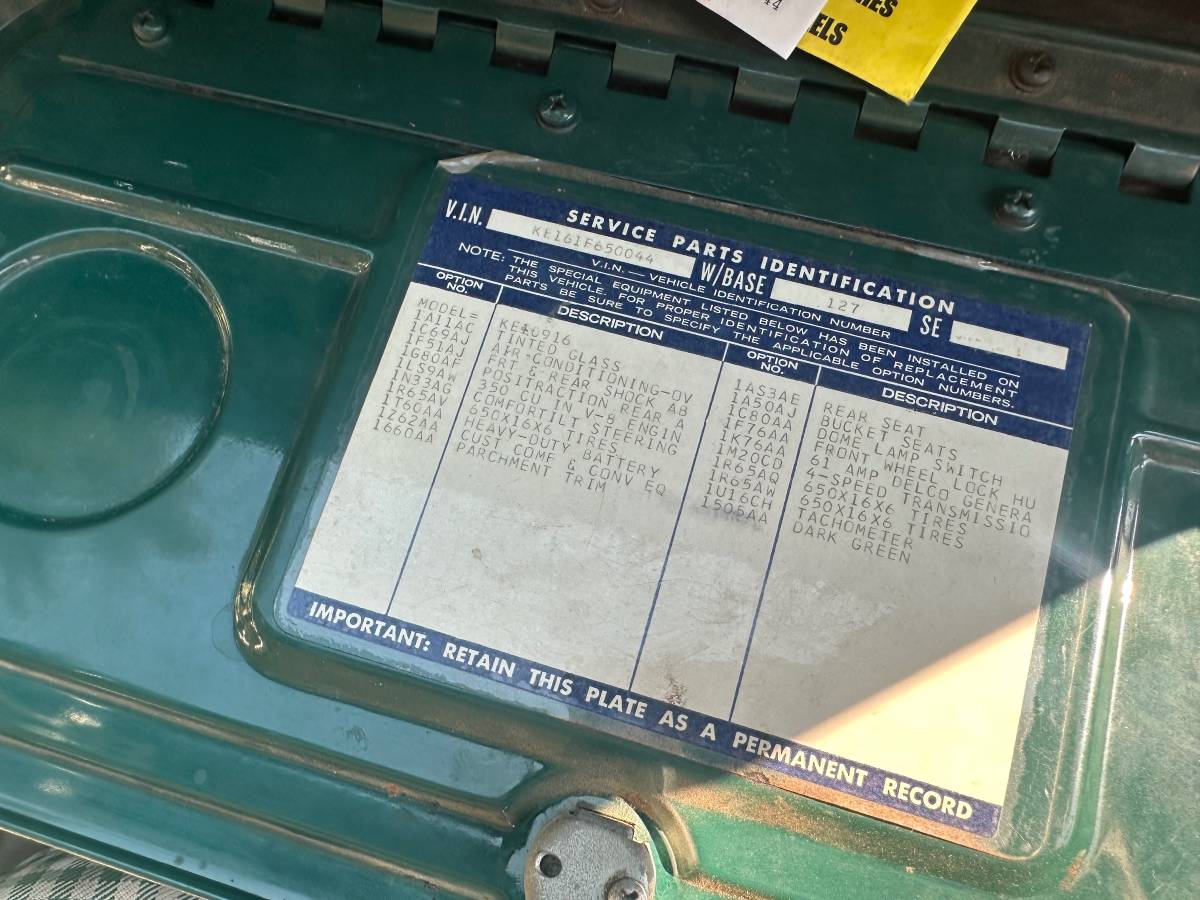 44
IES
ELS
SERVICE PARTS IDENTIFICATION
V.I.N. KE161F650044 W/BASE 127 SE
V.I.N. — VEHICLE IDENTIFICATION NUMBER
NOTE: THE SPECIAL EQUIPMENT LISTED BELOW HAS BEEN INSTALLED ON
THIS VEHICLE. FOR PROPER IDENTIFICATION OF REPLACEMENT
PARTS BE SURE TO SPECIFY THE APPLICABLE OPTION NUMBERS.
OPTION NO. DESCRIPTION
MODEL= KE10916
1A11AC TINTED GLASS
1C69AJ AIR CONDITIONING-OV
1F51AJ FRT & REAR SHOCK AB
1G80AF POSITRACTION REAR A
1LS9AW 350 CU IN V-8 ENGIN
1N33AG COMFORTILT STEERING
1R65AV 650X16X6 TIRES
1T60AA HEAVY-DUTY BATTERY
1Z62AA CUST COMF & CONV EQ
1660AA PARCHMENT TRIM
OPTION NO. DESCRIPTION
1AS3AE REAR SEAT
1A50AJ BUCKET SEATS
1C80AA DOME LAMP SWITCH
1F76AA FRONT WHEEL LOCK HU
1K76AA 61 AMP DELCO GENERA
1M20CD 4-SPEED TRANSMISSIO
1R65AQ 650X16X6 TIRES
1R65AW 650X16X6 TIRES
1U16CH TACHOMETER
1505AA DARK GREEN
IMPORTANT: RETAIN THIS PLATE AS A PERMANENT RECORD